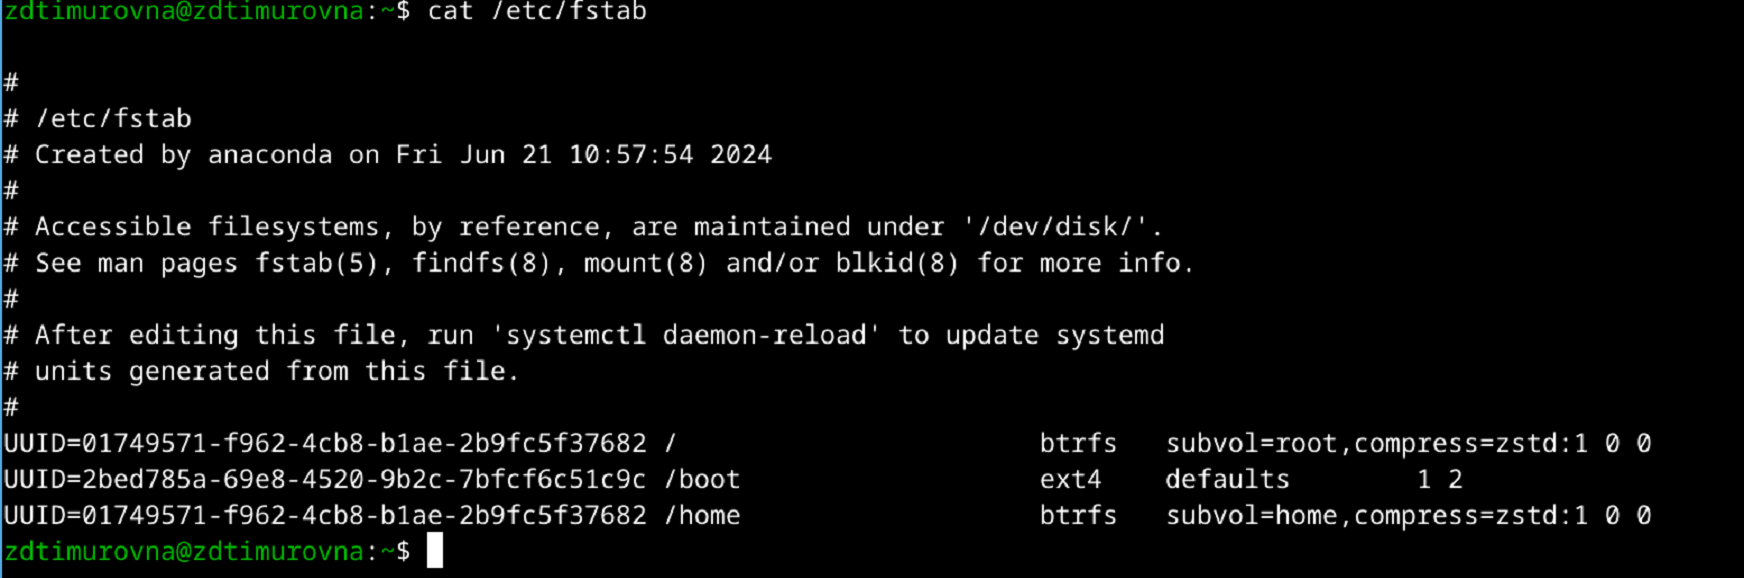 zdtimurovna@zdtimurovna:~$ cat /etc/fstab
#
# /etc/fstab
# Created by anaconda on Fri Jun 21 10:57:54 2024
#
# Accessible filesystems, by reference, are maintained under '/dev/disk/'.
# See man pages fstab(5), findfs(8), mount(8) and/or blkid(8) for more info.
#
# After editing this file, run 'systemctl daemon-reload' to update systemd
# units generated from this file.
#
UUID=01749571-f962-4cb8-b1ae-2b9fc5f37682 /                       btrfs   subvol=root,compress=zstd:1 0 0
UUID=2bed785a-69e8-4520-9b2c-7bfcf6c51c9c /boot                   ext4    defaults        1 2
UUID=01749571-f962-4cb8-b1ae-2b9fc5f37682 /home                   btrfs   subvol=home,compress=zstd:1 0 0
zdtimurovna@zdtimurovna:~$